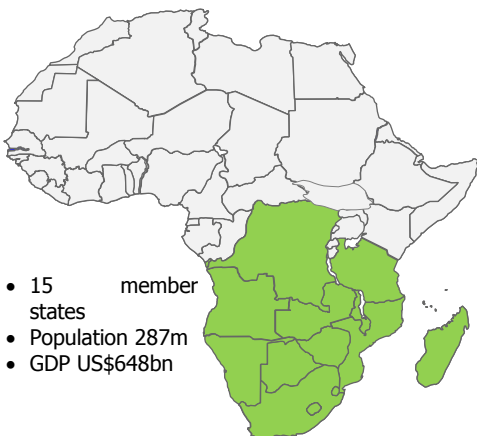 • 15 member
states
• Population 287m
• GDP US$648bn